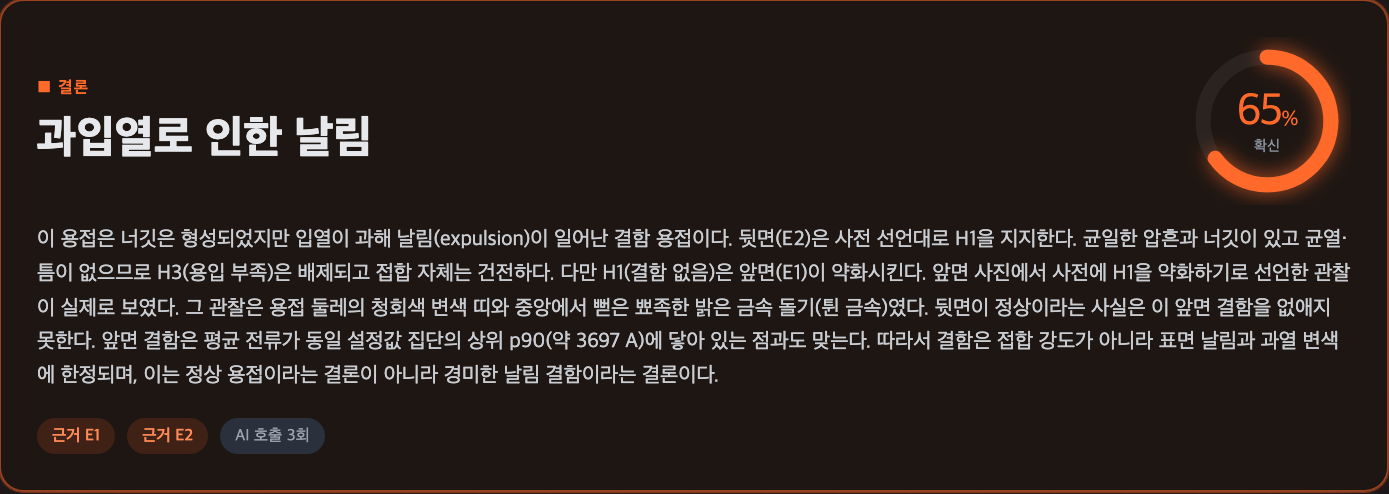 ■ 결론
과입열로 인한 날림
65%
확신
이 용접은 너깃은 형성되었지만 입열이 과해 날림(expulsion)이 일어난 결함 용접이다. 뒷면(E2)은 사전 선언대로 H1을 지지한다. 균일한 압흔과 너깃이 있고 균열·
틈이 없으므로 H3(용입 부족)은 배제되고 접합 자체는 건전하다. 다만 H1(결함 없음)은 앞면(E1)이 약화시킨다. 앞면 사진에서 사전에 H1을 약화하기로 선언한 관찰
이 실제로 보였다. 그 관찰은 용접 둘레의 청회색 변색 띠와 중앙에서 뻗은 뾰족한 밝은 금속 돌기(튄 금속)였다. 뒷면이 정상이라는 사실은 이 앞면 결함을 없애지
못한다. 앞면 결함은 평균 전류가 동일 설정값 집단의 상위 p90(약 3697 A)에 닿아 있는 점과도 맞는다. 따라서 결함은 접합 강도가 아니라 표면 날림과 과열 변색
에 한정되며, 이는 정상 용접이라는 결론이 아니라 경미한 날림 결함이라는 결론이다.
근거 E1
근거 E2
AI 호출 3회